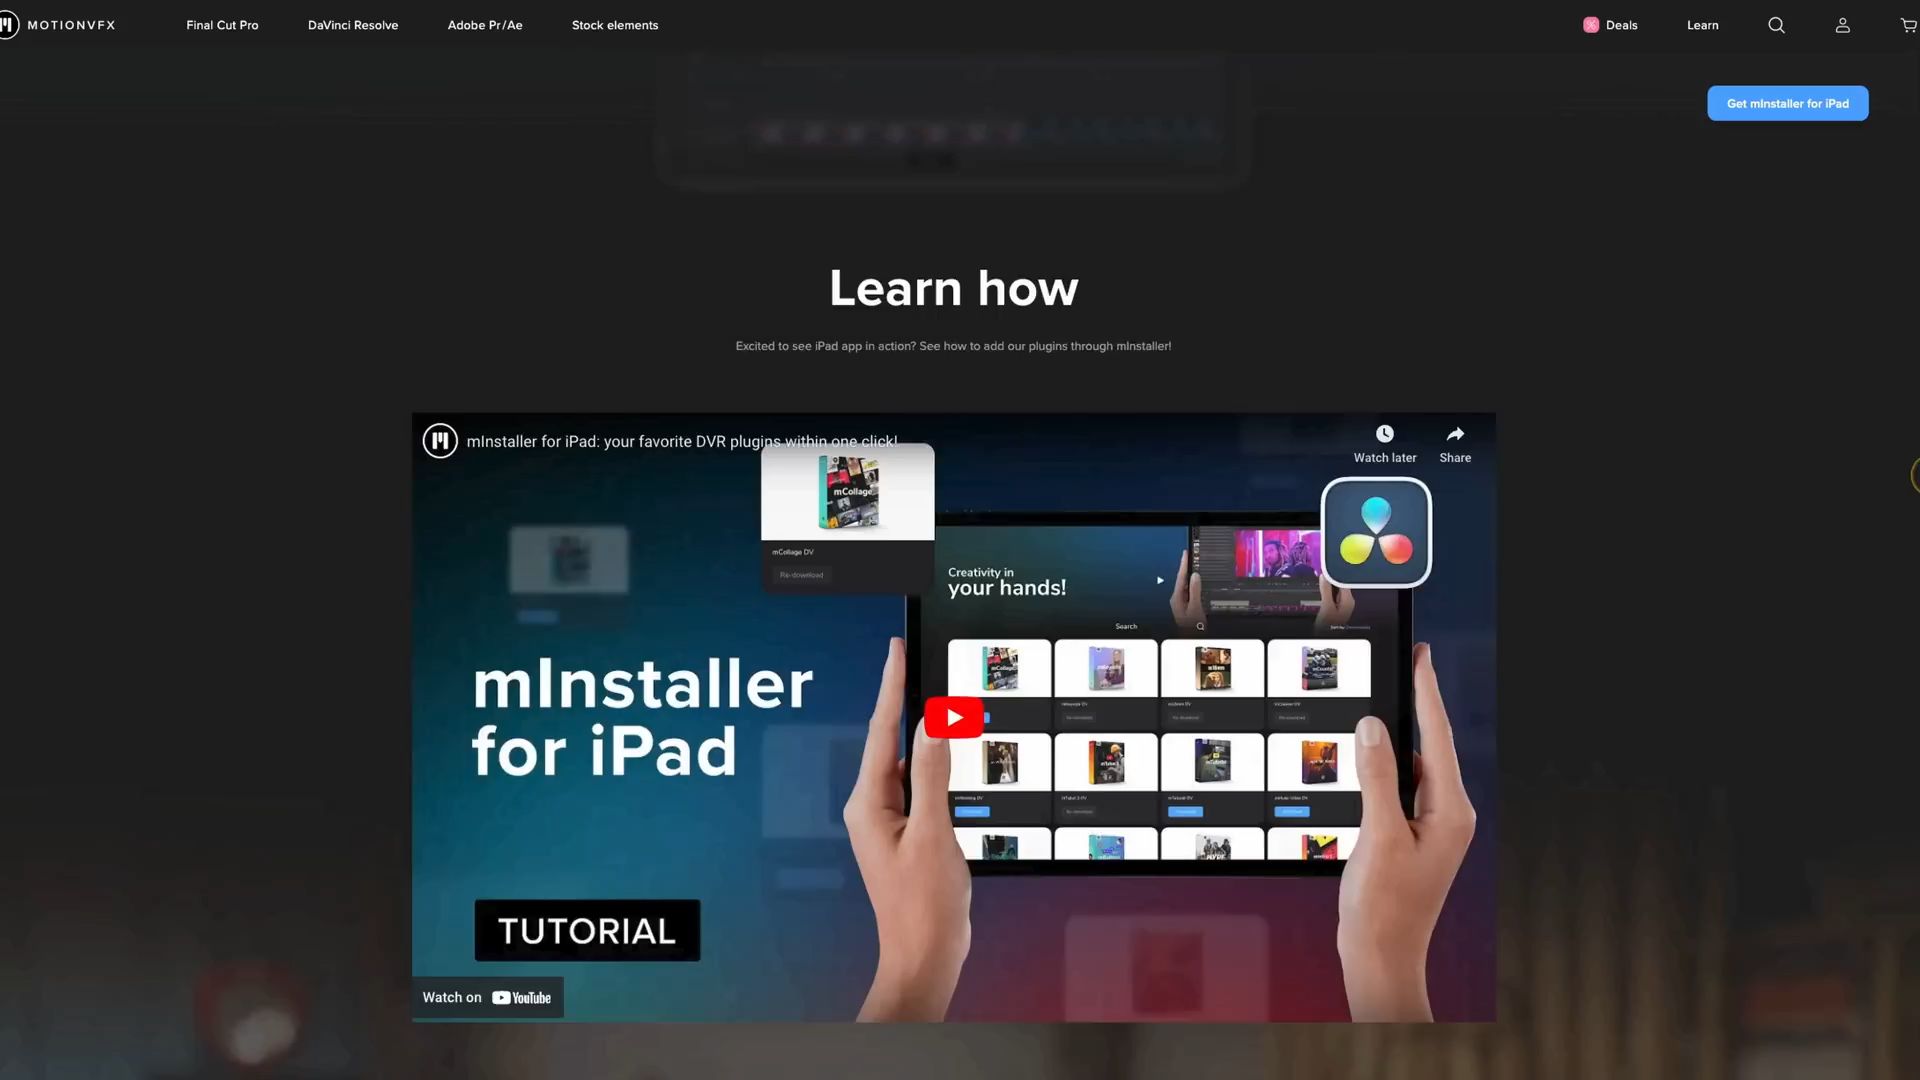 MOTIONVFX
Final Cut Pro
DaVinci Resolve
Adobe Pr/Ae
Stock elements
Deals
Learn
Get mInstaller for iPad
Learn how
Excited to see iPad app in action? See how to add our plugins through mInstaller!
mInstaller for iPad: your favorite DVR plugins within one click!
Watch later
Share
mCollage
mCollage DV
Re-download
Creativity in
your hands!
Search
mInstaller
for iPad
TUTORIAL
Watch on YouTube